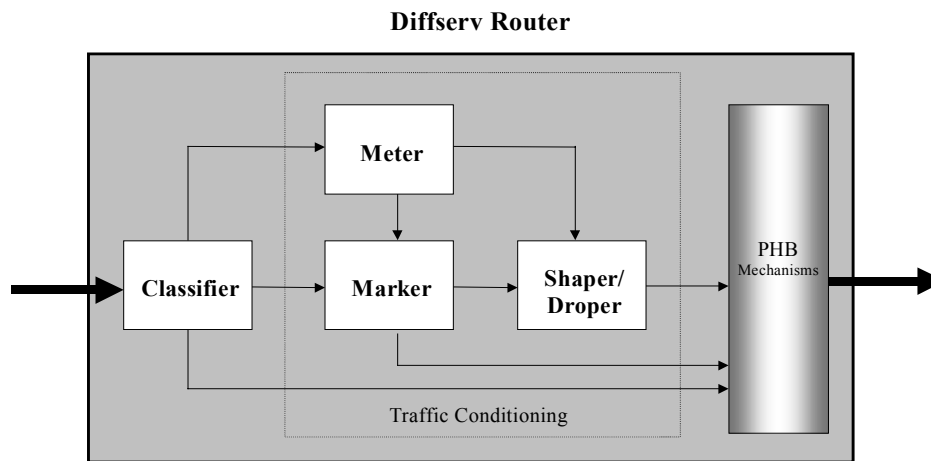 Diffserv Router
Meter
Classifier
Marker
Shaper/
Droper
PHB
Mechanisms
Traffic Conditioning